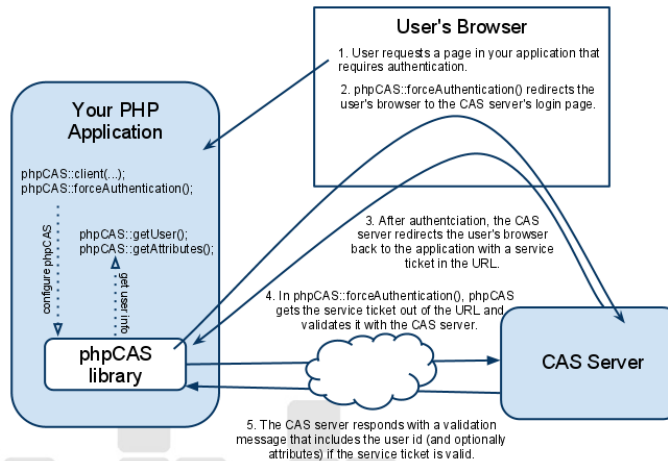 User's Browser
1. User requests a page in your application that
requires authentication.
2. phpCAS::forceAuthentication() redirects the
user's browser to the CAS server's login page.
Your PHP
Application
phpCAS::client(...);
phpCAS::forceAuthentication();
phpCAS::getUser();
phpCAS::getAttributes();
configure phpCAS
get user info
phpCAS
library
3. After authentciation, the CAS
server redirects the user's browser
back to the application with a service
ticket in the URL.
4. In phpCAS::forceAuthentication(), phpCAS
gets the service ticket out of the URL and
validates it with the CAS server.
CAS Server
5. The CAS server responds with a validation
message that includes the user id (and optionally
attributes) if the service ticket is valid.